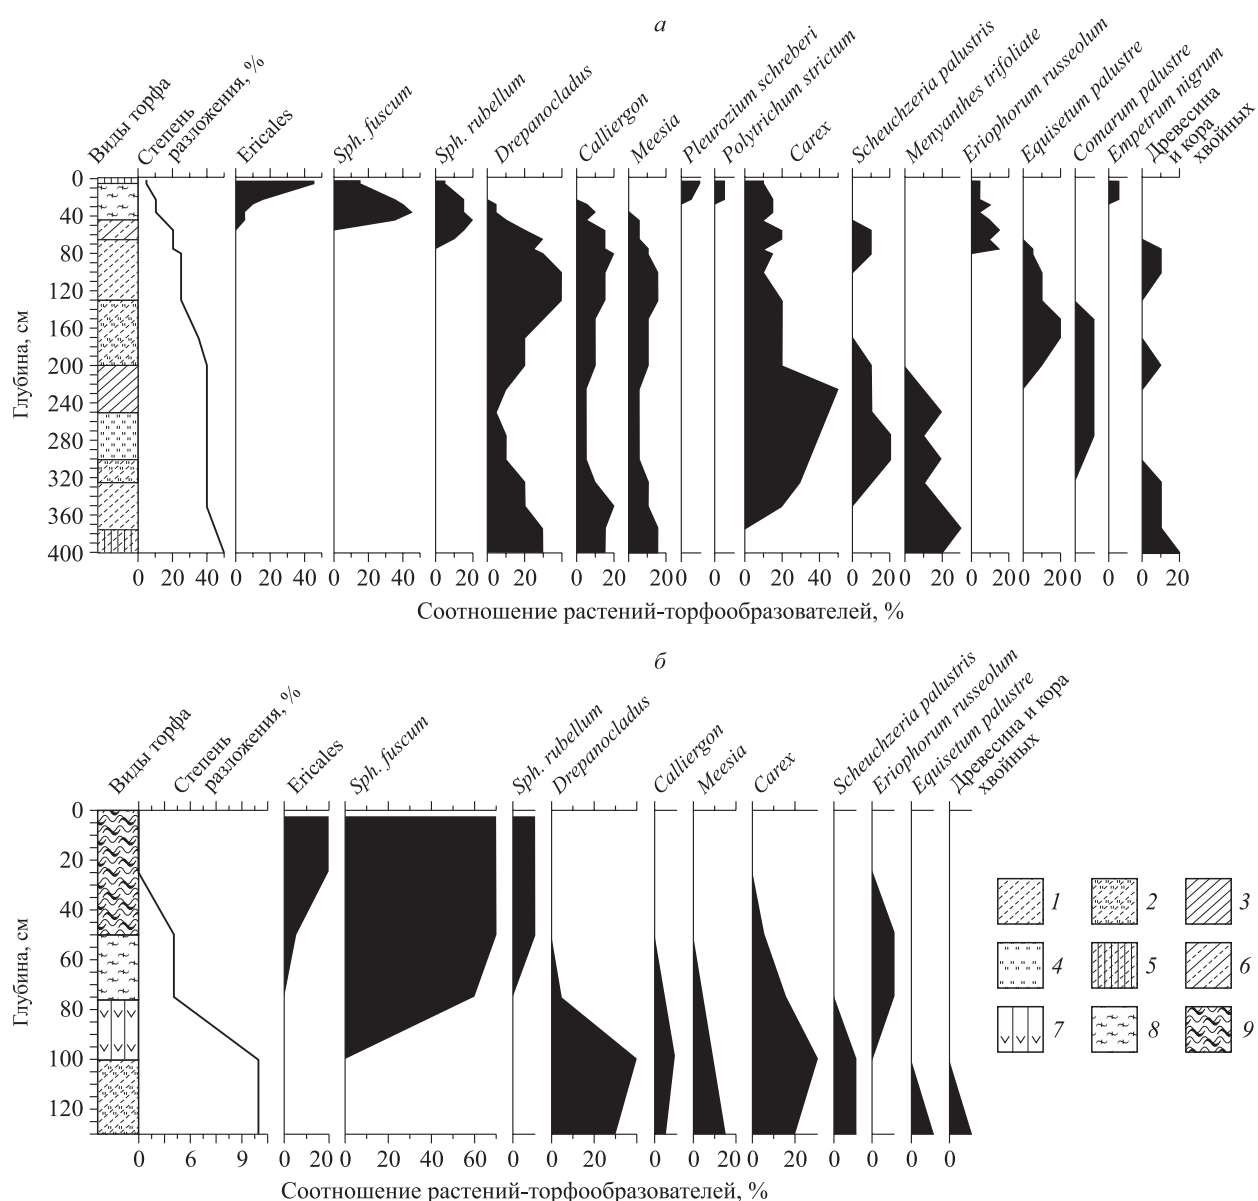 а
Виды торфа
Степень
разложения, %
Ericales
Sph. fuscum
Sph. rubellum
Drepanocladus
Calliergon
Meesia
Pleurozium schreberi
Polytrichum strictum
Carex
Scheuchzeria palustris
Menyanthes trifoliate
Eriophorum russeolum
Equisetum palustre
Comarum palustre
Empetrum nigrum
Древесина
и кора
хвойных
Глубина, см
0
40
80
120
160
200
240
280
320
360
400
0 20 40 0 20 40 0 20 40 0 20 0 20 0 20 0 20 0 0 0 20 40 0 20 0 20 0 20 0 20 0 0 0 20
Соотношение растений-торфообразователей, %
б
Виды торфа
Степень
разложения, %
Ericales
Sph. fuscum
Sph. rubellum
Drepanocladus
Calliergon
Meesia
Carex
Scheuchzeria palustris
Eriophorum russeolum
Equisetum palustre
Древесина и кора
хвойных
Глубина, см
0
20
40
60
80
100
120
0 6 9 0 20 0 20 40 60 0 0 20 0 0 20 0 20 0 0 0 0
Соотношение растений-торфообразователей, %
1 2 3
4 5 6
7 8 9